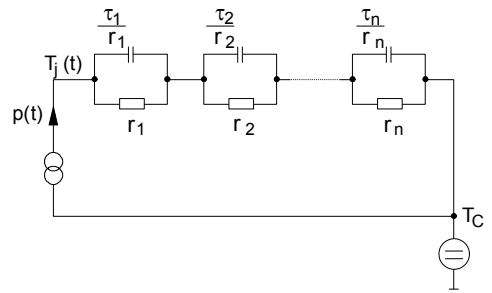 τ1 τ2 τn
r1 r2 rn
Tj (t)
p(t)
r1 r2 rn
TC